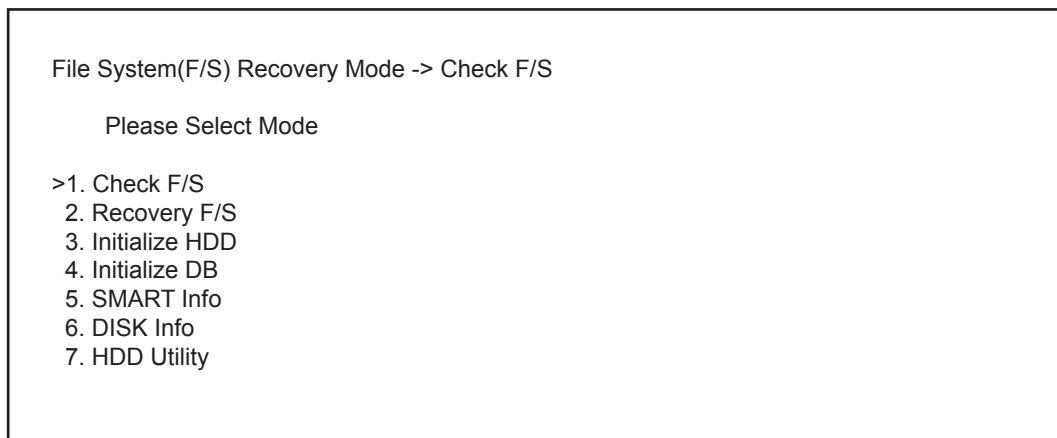 File System(F/S) Recovery Mode -> Check F/S
Please Select Mode
>1. Check F/S
2. Recovery F/S
3. Initialize HDD
4. Initialize DB
5. SMART Info
6. DISK Info
7. HDD Utility